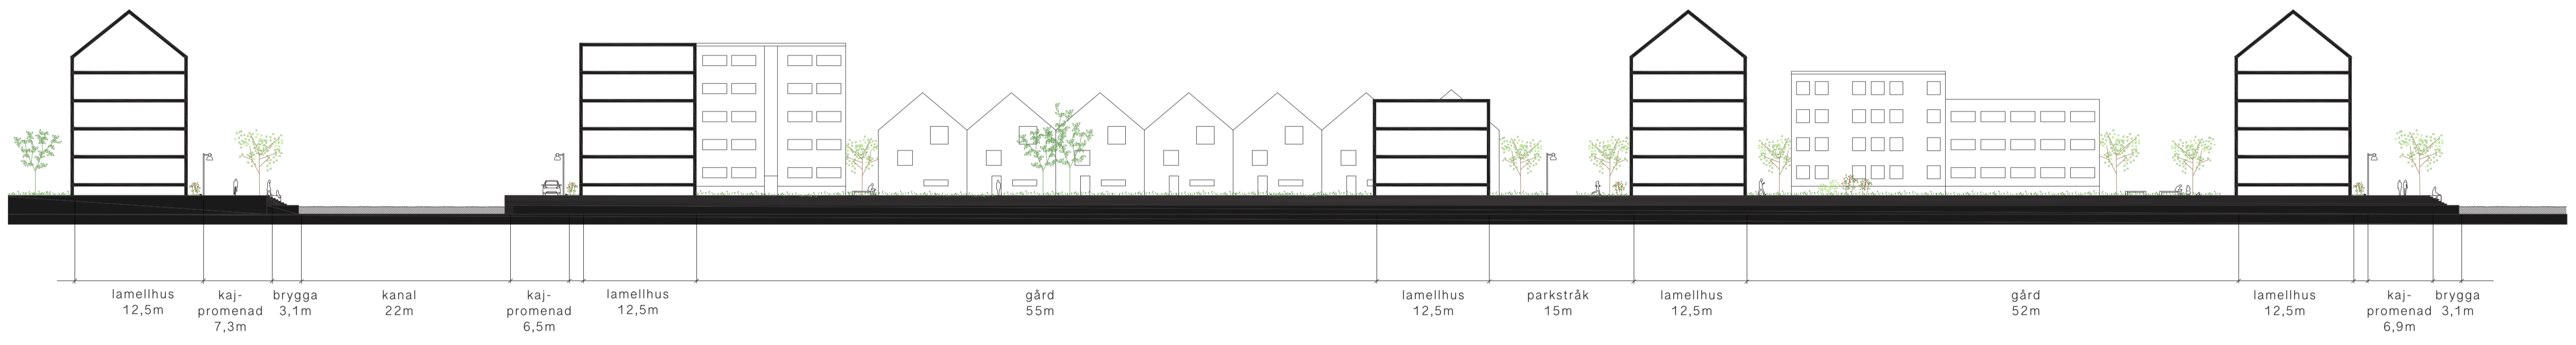 lamellhus
12,5m
kaj-
promenad
7,3m
brygga
3,1m
kanal
22m
kaj-
promenad
6,5m
lamellhus
12,5m
gård
55m
lamellhus
12,5m
parkstråk
15m
lamellhus
12,5m
gård
52m
lamellhus
12,5m
kaj-
promenad
6,9m
brygga
3,1m